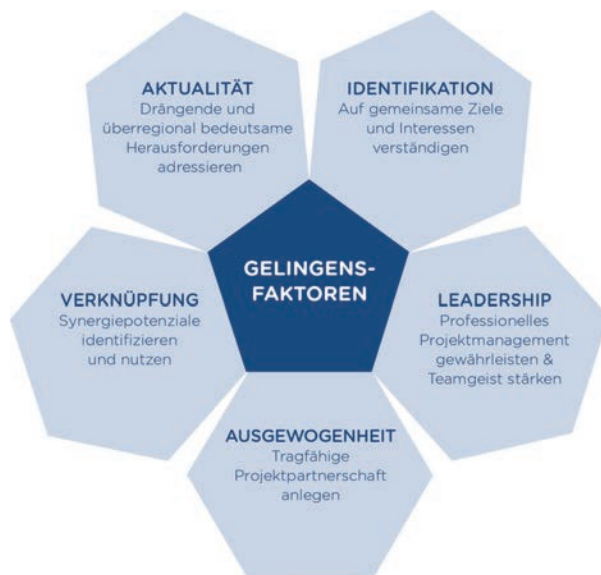 AKTUALITÄT
Drängende und
überregional bedeutsame
Herausforderungen
adressieren
IDENTIFIKATION
Auf gemeinsame Ziele
und Interessen
verständigen
GELINGENS-
FAKTOREN
VERKNÜPFUNG
Synergiepotenziale
identifizieren
und nutzen
LEADERSHIP
Professionelles
Projektmanagement
gewährleisten &
Teamgeist stärken
AUSGEWOGENHEIT
Tragfähige
Projektpartnerschaft
anlegen